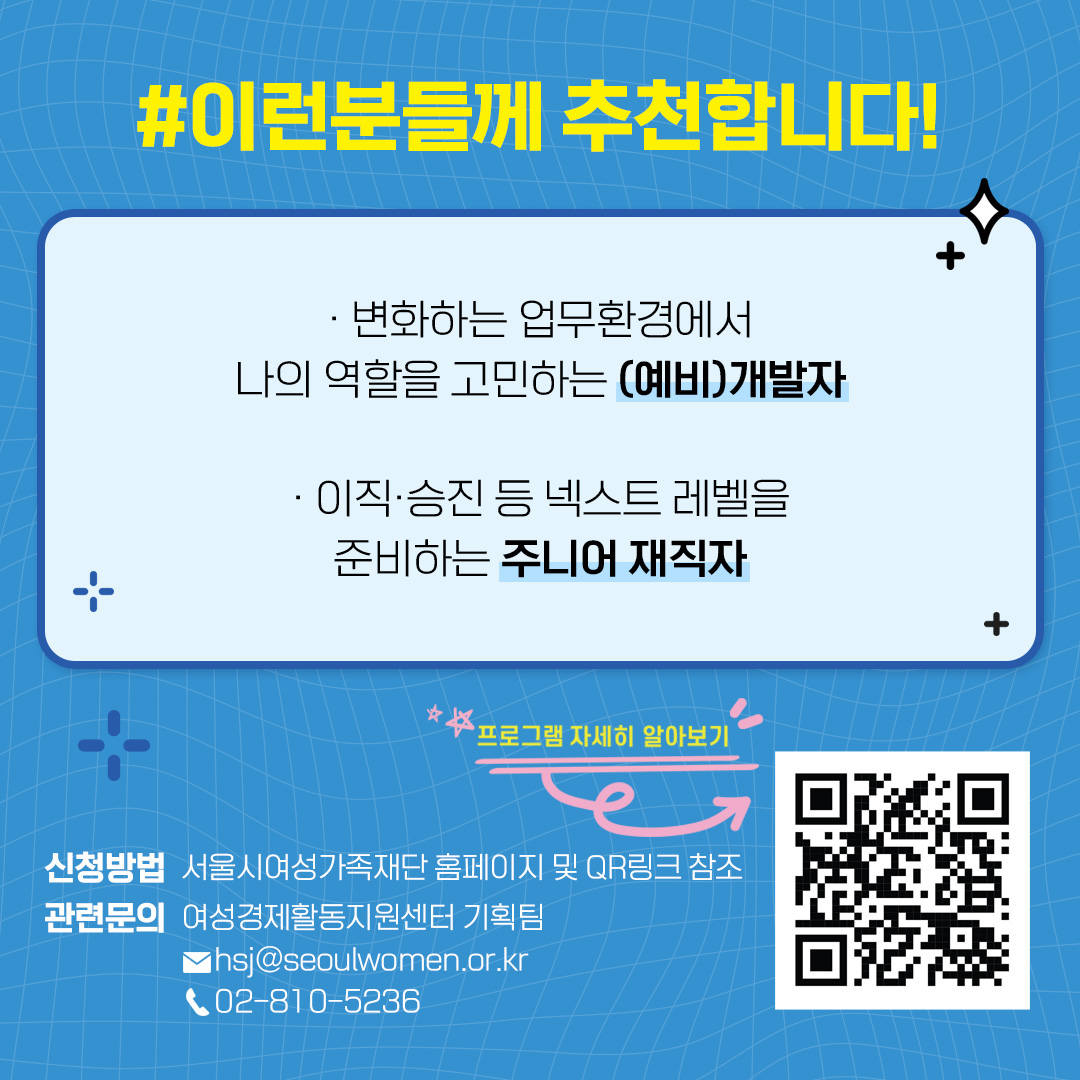 #이런분들께 추천합니다!
· 변화하는 업무환경에서
나의 역할을 고민하는 (예비)개발자
· 이직·승진 등 넥스트 레벨을
준비하는 주니어 재직자
프로그램 자세히 알아보기
신청방법 서울시여성가족재단 홈페이지 및 QR링크 참조
관련문의 여성경제활동지원센터 기획팀
hsj@seoulwomen.or.kr
02-810-5236